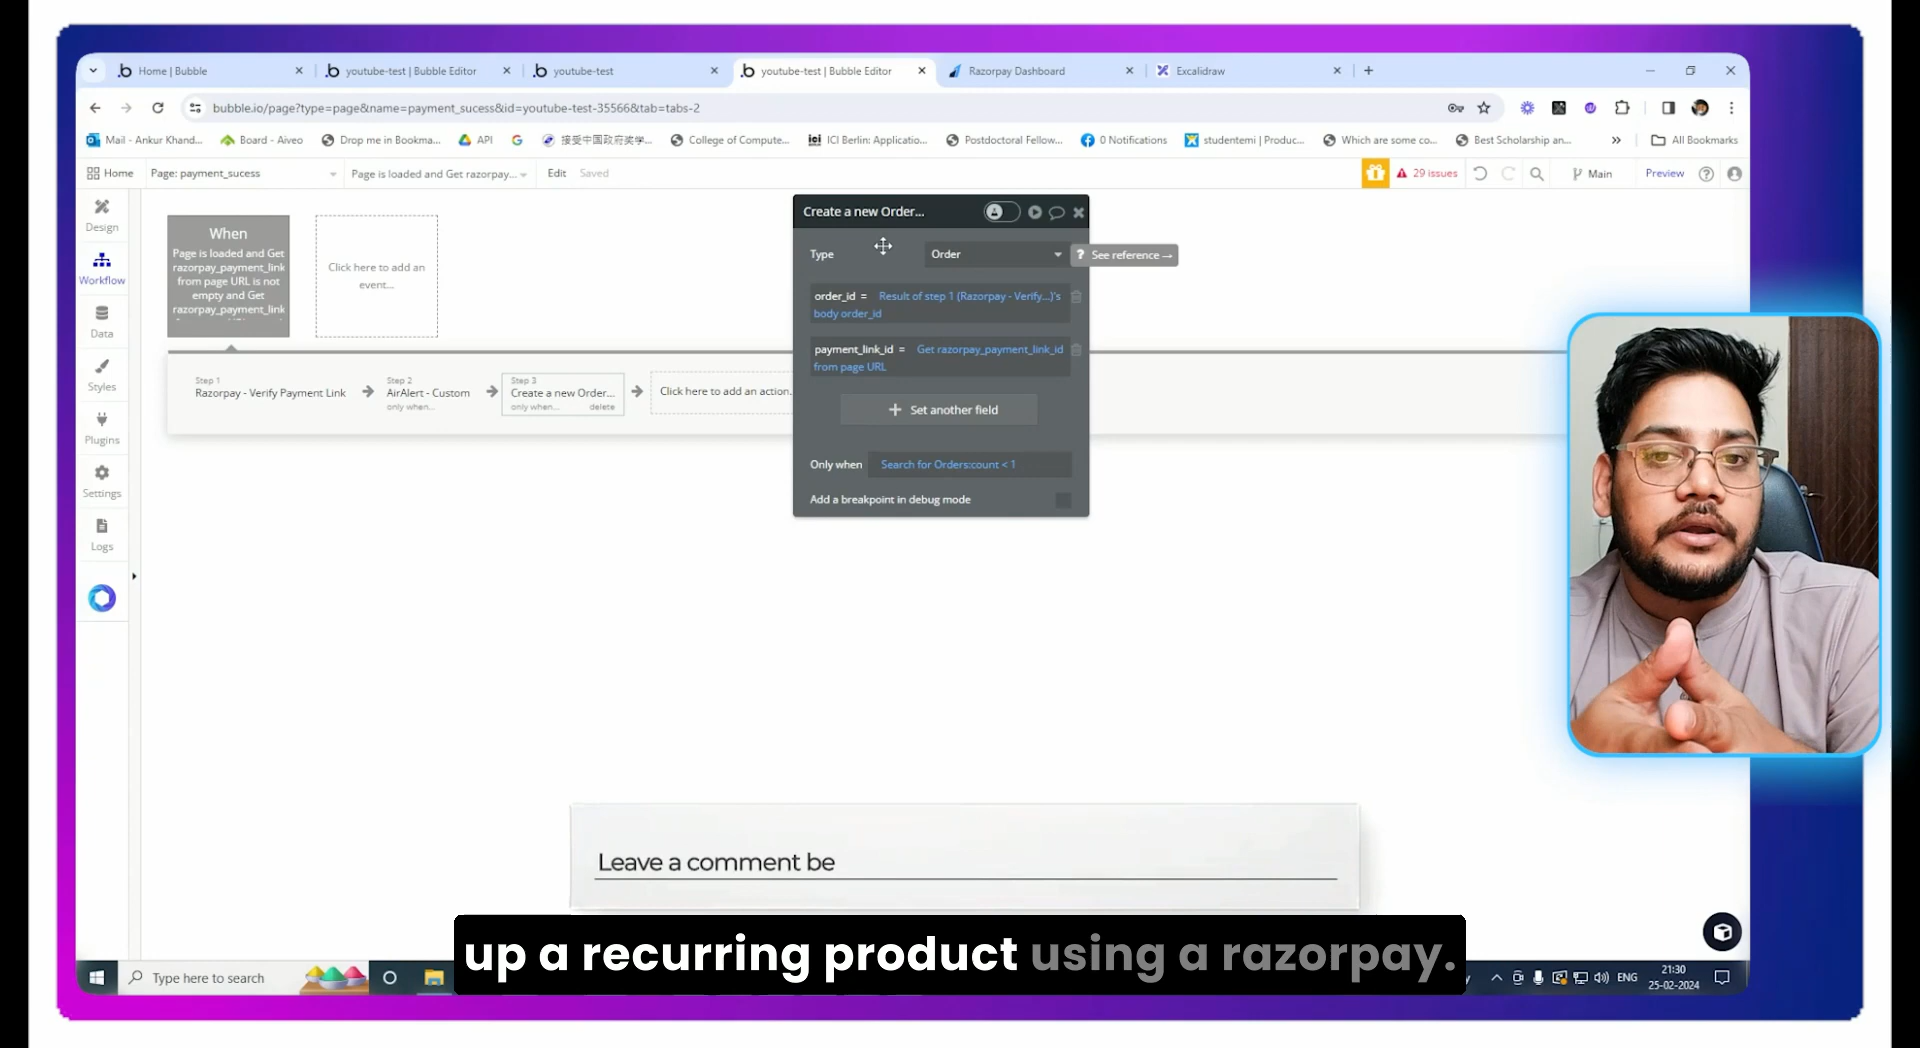 Home | Bubble
youtube-test | Bubble Editor
youtube-test
youtube-test | Bubble Editor
Razorpay Dashboard
Excalidraw
bubble.io/page?type=page&name=payment_sucess&id=youtube-test-35566&tab=tabs-2
Mail - Ankur Khand...
Board - Aiveo
Drop me in Bookma...
API
接受中国政府奖学...
College of Compute...
ici
ICI Berlin: Applicatio...
Postdoctoral Fellow...
0 Notifications
studentemi | Produc...
Which are some co...
Best Scholarship an...
All Bookmarks
Home
Page: payment_sucess
Page is loaded and Get razorpay...
Edit
Saved
29 issues
Main
Preview
Design
Workflow
Data
Styles
Plugins
Settings
Logs
When
Page is loaded and Get
razorpay_payment_link
from page URL is not
empty and Get
razorpay_payment_link
Click here to add an
event...
Step 1
Razorpay - Verify Payment Link
Step 2
AirAlert - Custom
only when...
Step 3
Create a new Order...
only when...
delete
Click here to add an action.
Create a new Order...
Type
Order
? See reference →
order_id = Result of step 1 (Razorpay - Verify...)'s
body order_id
payment_link_id = Get razorpay_payment_link_id
from page URL
Set another field
Only when
Search for Orders:count < 1
Add a breakpoint in debug mode
Leave a comment be
up a recurring product using a razorpay.
Type here to search
ENG
21:30
25-02-2024